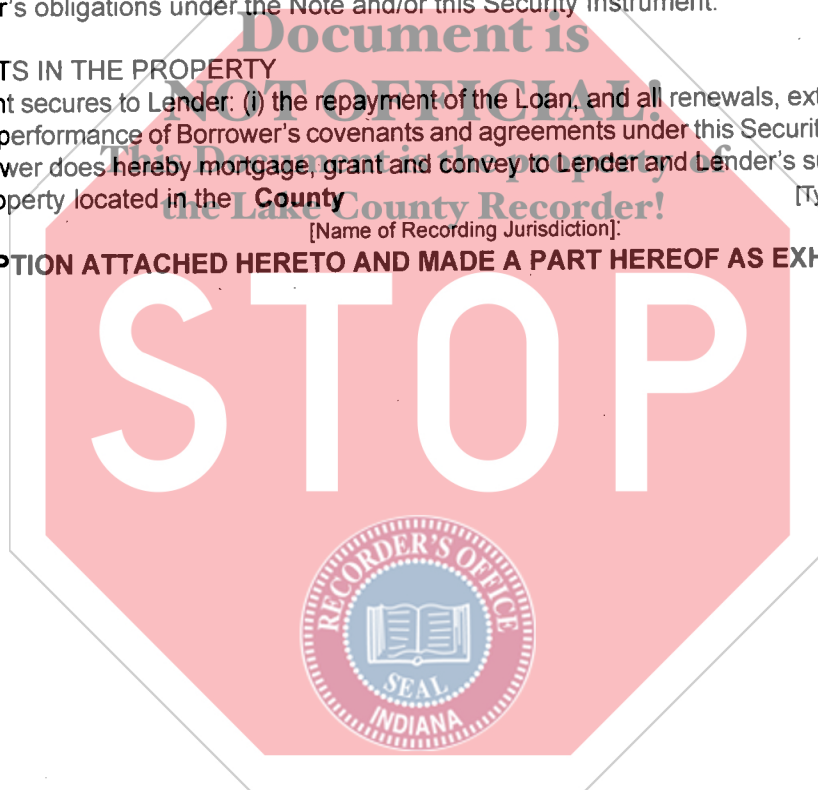 r's obligations under the Note and/or this Security Instrument.
Document is
TS IN THE PROPERTY
NOT OFFICIAL!
nt secures to Lender: (i) the repayment of the Loan, and all renewals, ext
performance of Borrower's covenants and agreements under this Securit
This Document is the property of
wer does hereby mortgage, grant and convey to Lender and Lender's su
the Lake County Recorder!
operty located in the County [Ty
[Name of Recording Jurisdiction]:
PTION ATTACHED HERETO AND MADE A PART HEREOF AS EXH
STOP
RECORDER'S OFFICE
SEAL
INDIANA